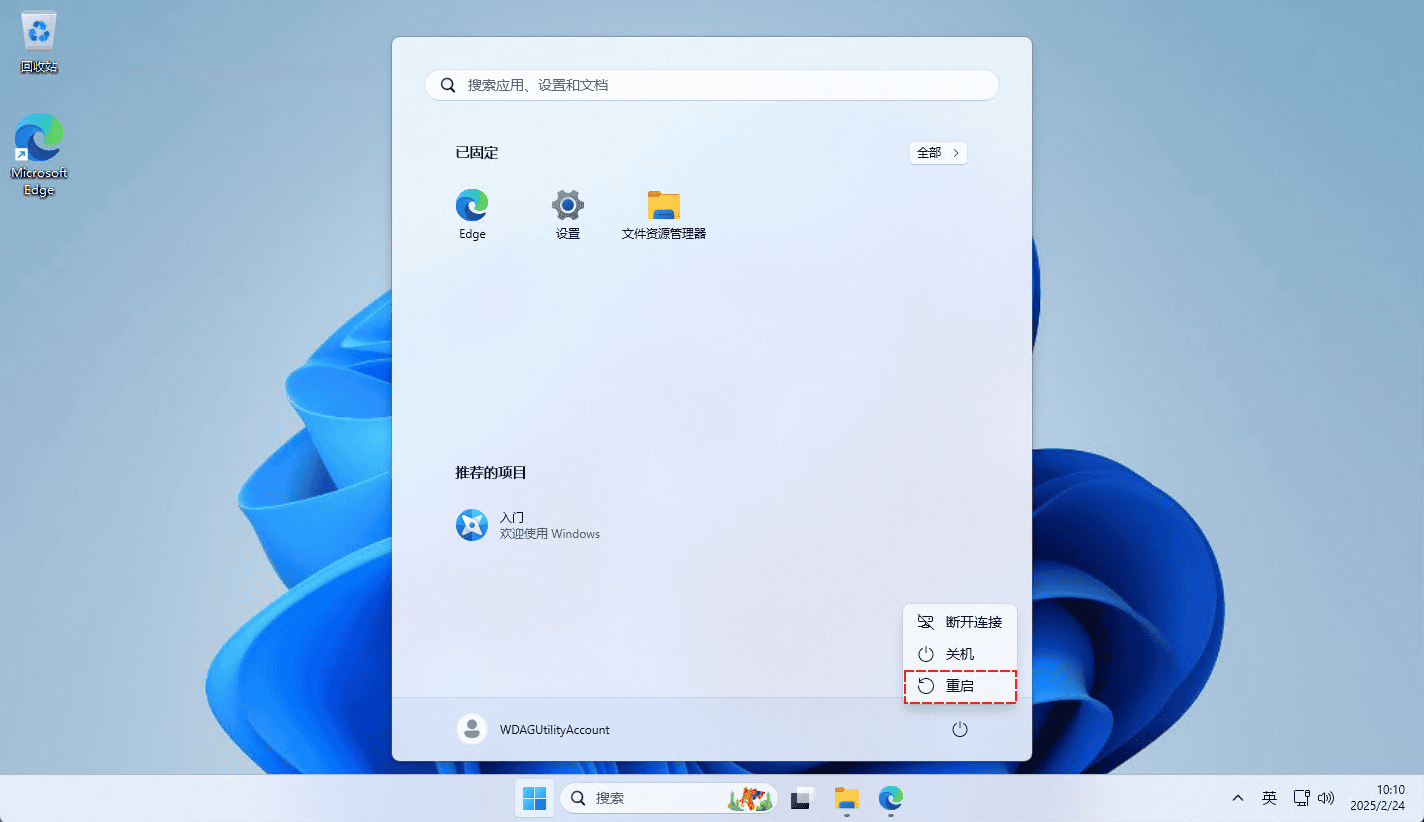 回收站
Microsoft
Edge
搜索应用、设置和文档
已固定
全部
Edge
设置
文件资源管理器
推荐的项目
入门
欢迎使用 Windows
断开连接
关机
重启
WDAGUtilityAccount
搜索
英
10:10
2025/2/24